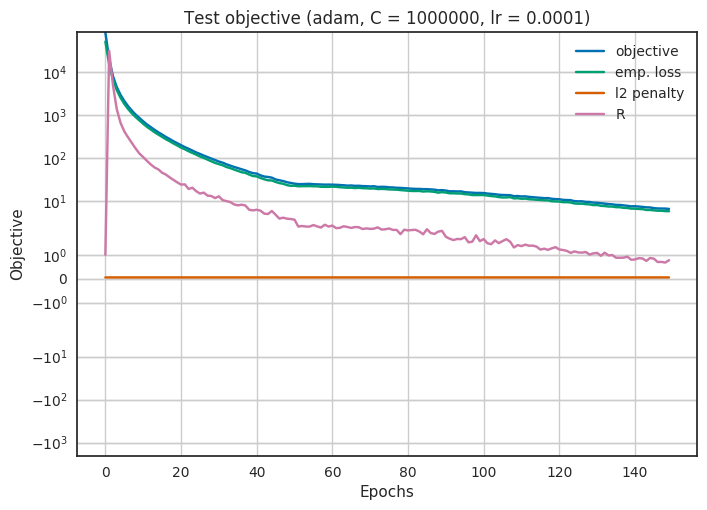 Test objective (adam, C = 1000000, lr = 0.0001)
objective
emp. loss
l2 penalty
R
Objective
10⁴
10³
10²
10¹
10⁰
0
−10⁰
−10¹
−10²
−10³
0 20 40 60 80 100 120 140
Epochs